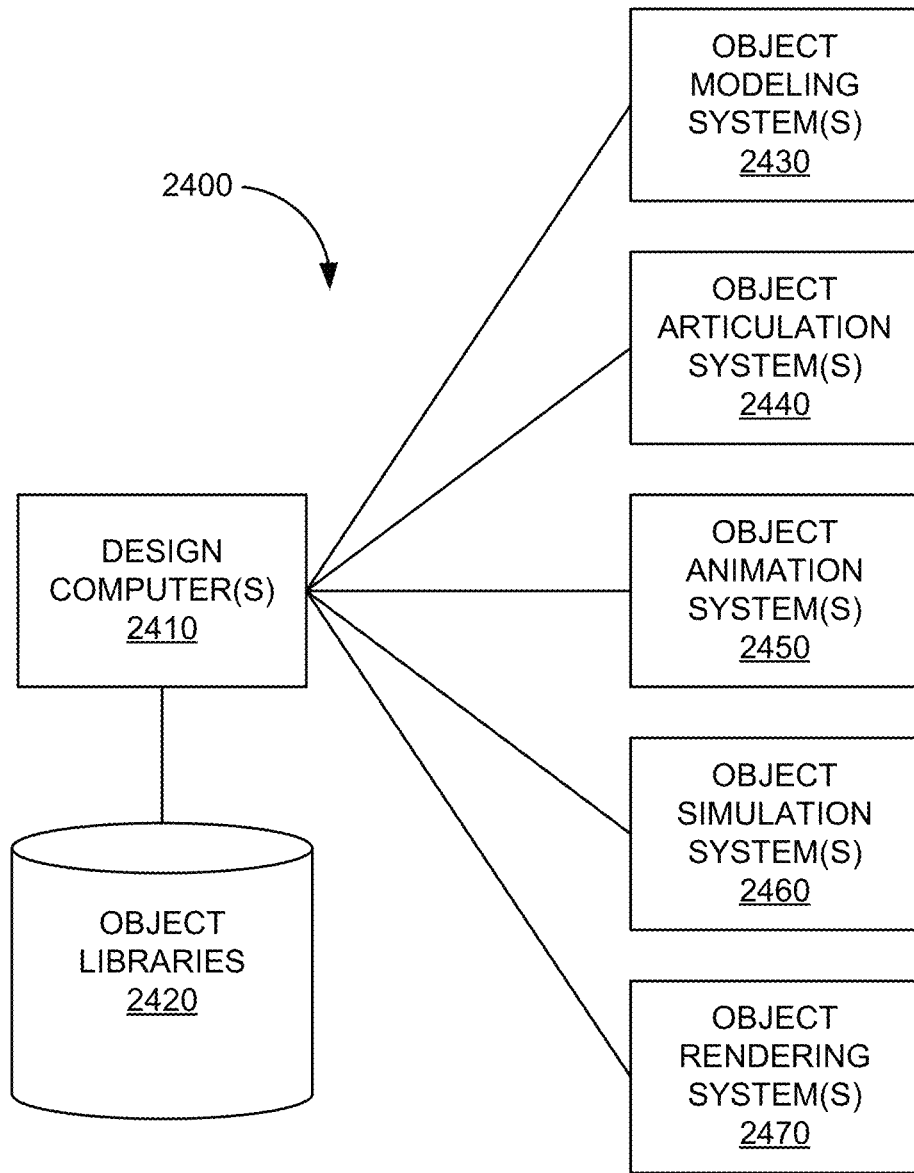 OBJECT
MODELING
SYSTEM(S)
2430
2400
OBJECT
ARTICULATION
SYSTEM(S)
2440
DESIGN
COMPUTER(S)
2410
OBJECT
ANIMATION
SYSTEM(S)
2450
OBJECT
SIMULATION
SYSTEM(S)
2460
OBJECT
LIBRARIES
2420
OBJECT
RENDERING
SYSTEM(S)
2470